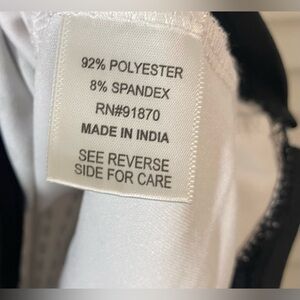 92% POLYESTER
8% SPANDEX
RN#91870
MADE IN INDIA
SEE REVERSE
SIDE FOR CARE